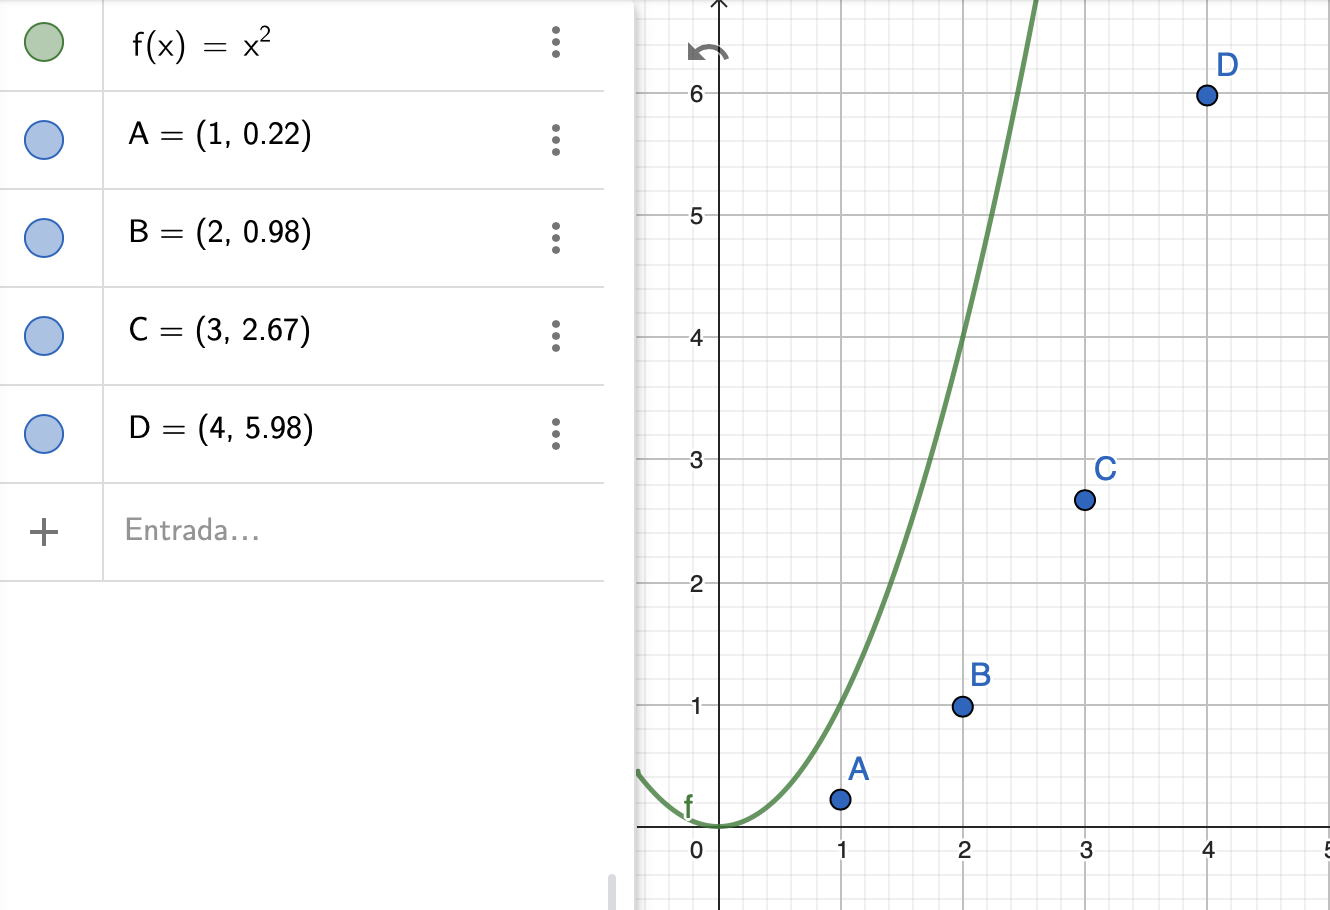 f(x) = x²
A = (1, 0.22)
B = (2, 0.98)
C = (3, 2.67)
D = (4, 5.98)
+ Entrada…
D
6
5
4
3
C
2
B
1
A
f
0 1 2 3 4